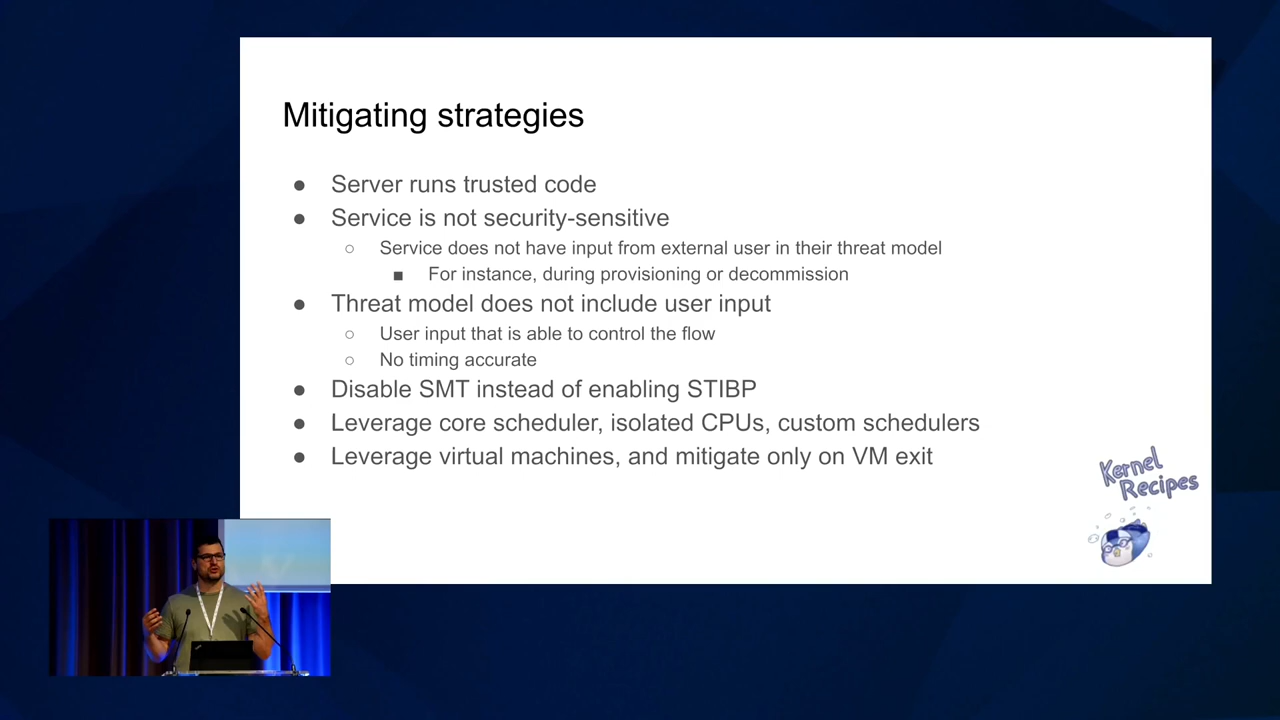 Mitigating strategies
● Server runs trusted code
● Service is not security-sensitive
○ Service does not have input from external user in their threat model
■ For instance, during provisioning or decommission
● Threat model does not include user input
○ User input that is able to control the flow
○ No timing accurate
● Disable SMT instead of enabling STIBP
● Leverage core scheduler, isolated CPUs, custom schedulers
● Leverage virtual machines, and mitigate only on VM exit
Kernel
Recipes